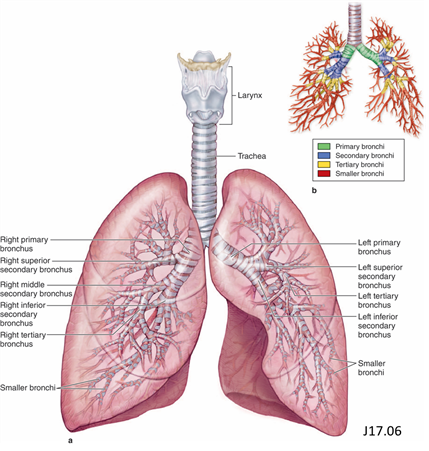 Larynx
Trachea
Primary bronchi
Secondary bronchi
Tertiary bronchi
Smaller bronchi
b
Right primary
bronchus
Right superior
secondary bronchus
Right middle
secondary bronchus
Right inferior
secondary
bronchus
Right tertiary
bronchus
Smaller bronchi
Left primary
bronchus
Left superior
secondary
bronchus
Left tertiary
bronchus
Left inferior
secondary
bronchus
Smaller
bronchi
a
J17.06